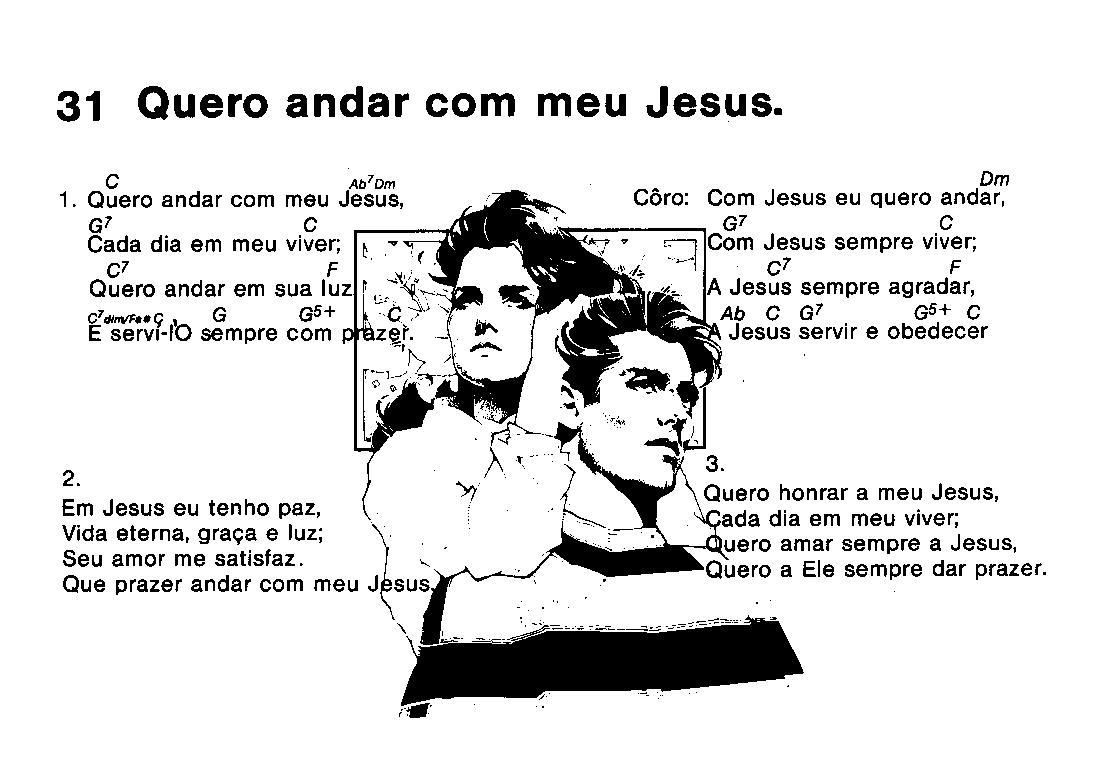 31 Quero andar com meu Jesus.
C Ab7 Dm
1. Quero andar com meu Jesus,
G7 C
Cada dia em meu viver;
C7 F
Quero andar em sua luz
C7dim/F## C G G5+ C
E servi-lO sempre com prazer.
2.
Em Jesus eu tenho paz,
Vida eterna, graça e luz;
Seu amor me satisfaz.
Que prazer andar com meu Jesus.
Dm
Côro: Com Jesus eu quero andar,
G7 C
Com Jesus sempre viver;
C7 F
A Jesus sempre agradar,
Ab C G7 G5+ C
A Jesus servir e obedecer
3.
Quero honrar a meu Jesus,
Cada dia em meu viver;
Quero amar sempre a Jesus,
Quero a Ele sempre dar prazer.